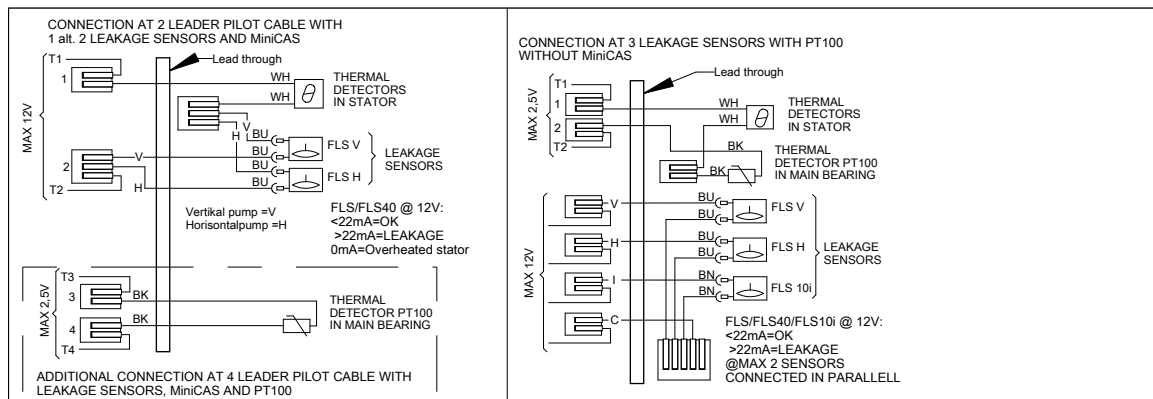 CONNECTION AT 2 LEADER PILOT CABLE WITH
1 alt. 2 LEAKAGE SENSORS AND MiniCAS
T1
Lead through
1
WH
WH
THERMAL
DETECTORS
IN STATOR
MAX 12V
V
H
BU
BU
BU
BU
FLS V
FLS H
LEAKAGE
SENSORS
V
2
H
T2
Vertikal pump =V
Horisontalpump =H
FLS/FLS40 @ 12V:
<22mA=OK
>22mA=LEAKAGE
0mA=Overheated stator
T3
MAX 2,5V
3
BK
4
BK
T4
THERMAL
DETECTOR PT100
IN MAIN BEARING
ADDITIONAL CONNECTION AT 4 LEADER PILOT CABLE WITH
LEAKAGE SENSORS, MiniCAS AND PT100
CONNECTION AT 3 LEAKAGE SENSORS WITH PT100
WITHOUT MiniCAS
Lead through
T1
MAX 2,5V
1
2
T2
WH
WH
THERMAL
DETECTORS
IN STATOR
BK
BK
THERMAL
DETECTOR PT100
IN MAIN BEARING
MAX 12V
V
BU
BU
FLS V
H
BU
BU
FLS H
LEAKAGE
SENSORS
I
BN
BN
FLS 10i
C
FLS/FLS40/FLS10i @ 12V:
<22mA=OK
>22mA=LEAKAGE
@MAX 2 SENSORS
CONNECTED IN PARALLELL